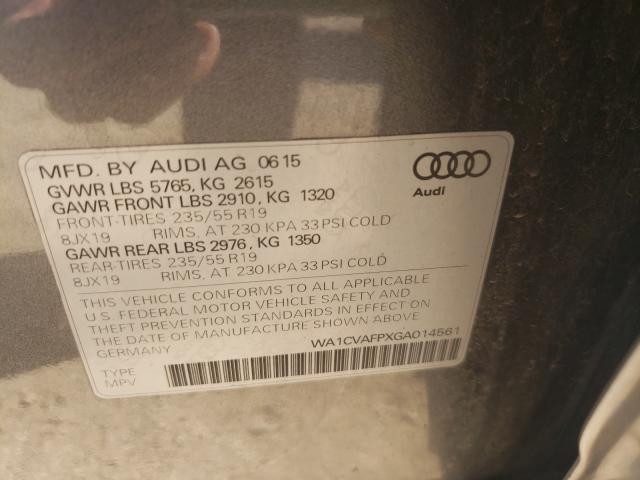 MFD. BY AUDI AG 06 15
GVWR LBS 5765, KG 2615
GAWR FRONT LBS 2910, KG 1320
FRONT-TIRES 235/55 R19
8JX19 RIMS, AT 230 KPA 33 PSI COLD
GAWR REAR LBS 2976, KG 1350
REAR-TIRES 235/55 R19
8JX19 RIMS, AT 230 KPA 33 PSI COLD
Audi
THIS VEHICLE CONFORMS TO ALL APPLICABLE
U.S. FEDERAL MOTOR VEHICLE SAFETY AND
THEFT PREVENTION STANDARDS IN EFFECT ON
THE DATE OF MANUFACTURE SHOWN ABOVE.
GERMANY WA1CVAFPXGA014561
TYPE
MPV